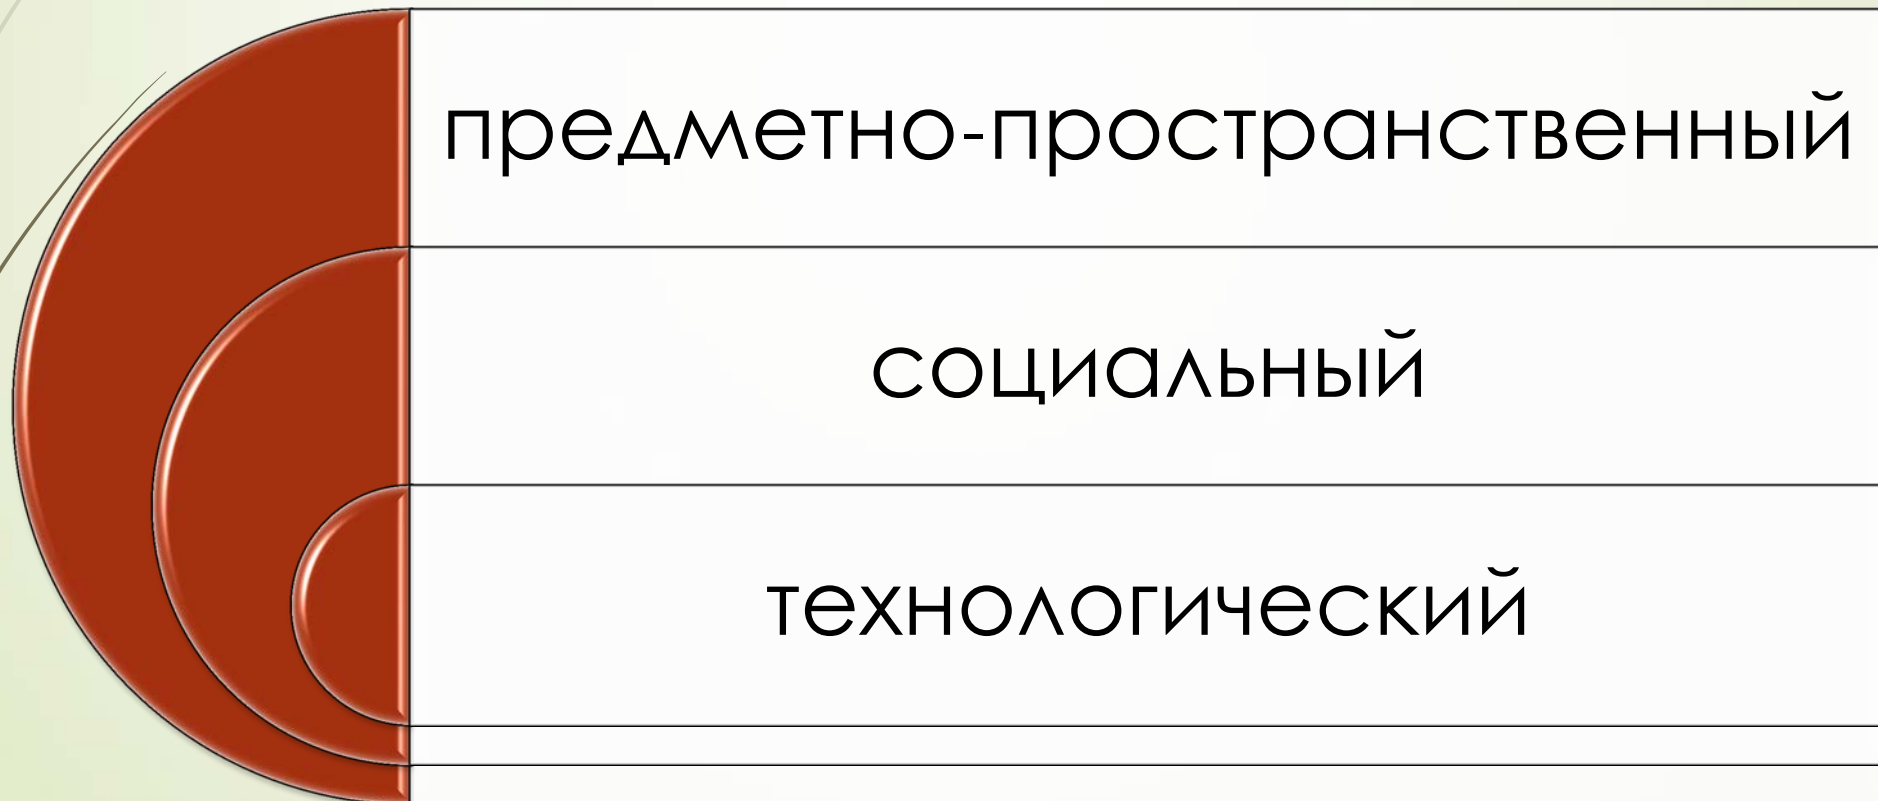 предметно-пространственный
социальный
технологический